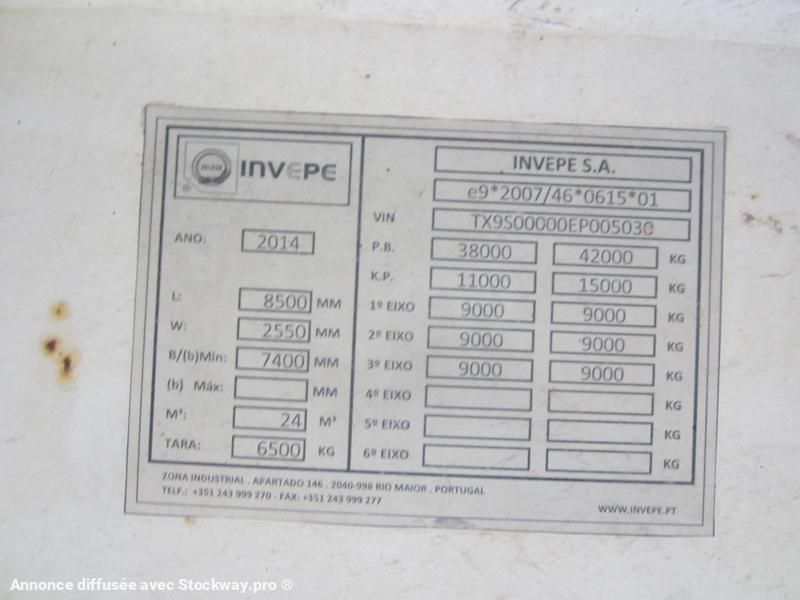 INVEPE
INVEPE S.A.
e9*2007/46*0615*01
VIN TX9S00000EP005030
ANO: 2014
P.B. 38000 42000 KG
K.P. 11000 15000 KG
L: 8500 MM
1º EIXO 9000 9000 KG
W: 2550 MM
2º EIXO 9000 9000 KG
B/(b)Min: 7400 MM
3º EIXO 9000 9000 KG
(b) Máx: MM
4º EIXO KG
M³: 24 M³
5º EIXO KG
TARA: 6500 KG
6º EIXO KG
ZONA INDUSTRIAL . APARTADO 146 . 2040-998 RIO MAIOR . PORTUGAL
TELF.: +351 243 999 270 - FAX: +351 243 999 277
WWW.INVEPE.PT
Annonce diffusée avec Stockway.pro ®